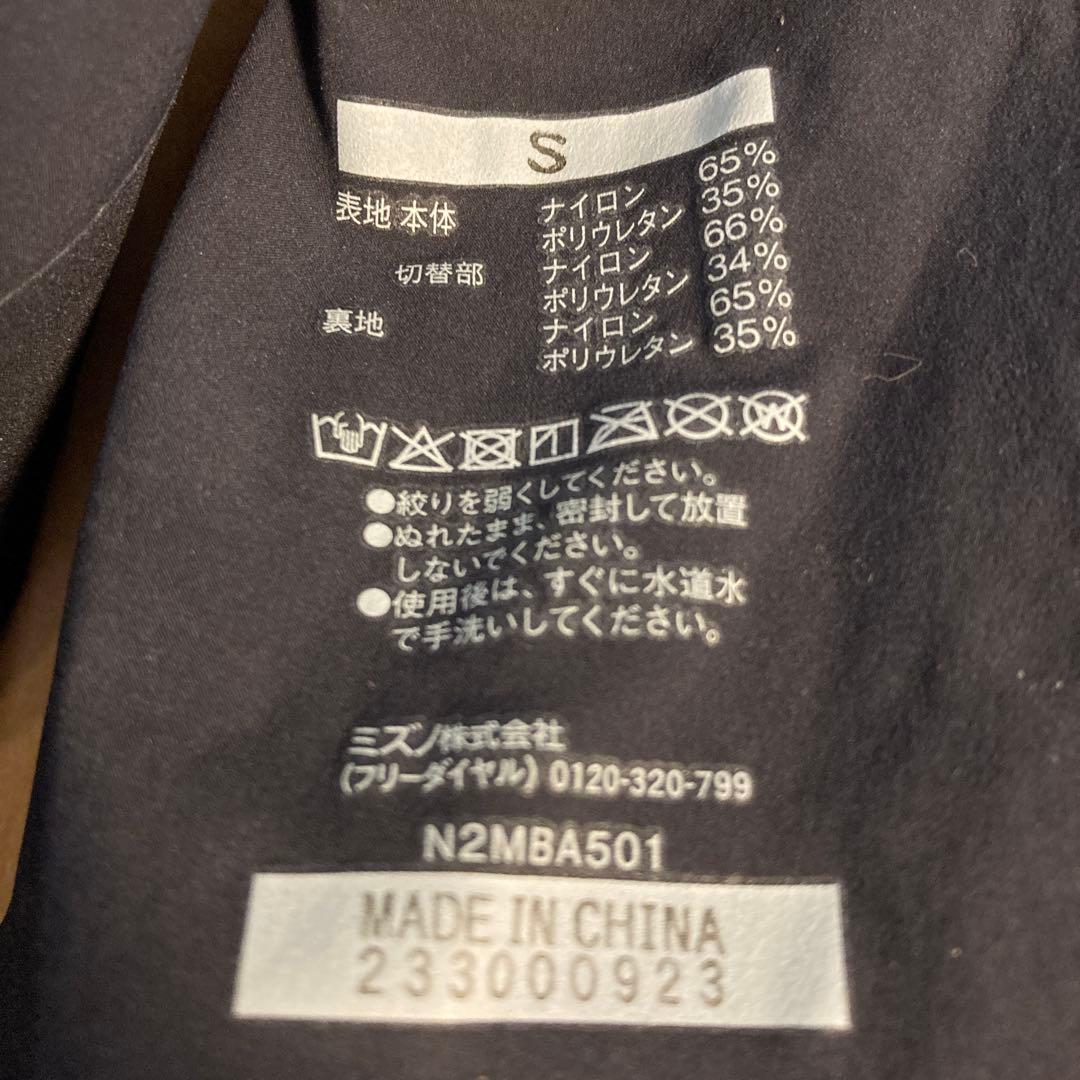 S
表地 本体 ナイロン 65%
ポリウレタン 35%
切替部 ナイロン 66%
ポリウレタン 34%
裏地 ナイロン 65%
ポリウレタン 35%
●絞りを弱くしてください。
●ぬれたまま、密封して放置
しないでください。
●使用後は、すぐに水道水
で手洗いしてください。
ミズノ株式会社
(フリーダイヤル) 0120-320-799
N2MBA501
MADE IN CHINA
233000923